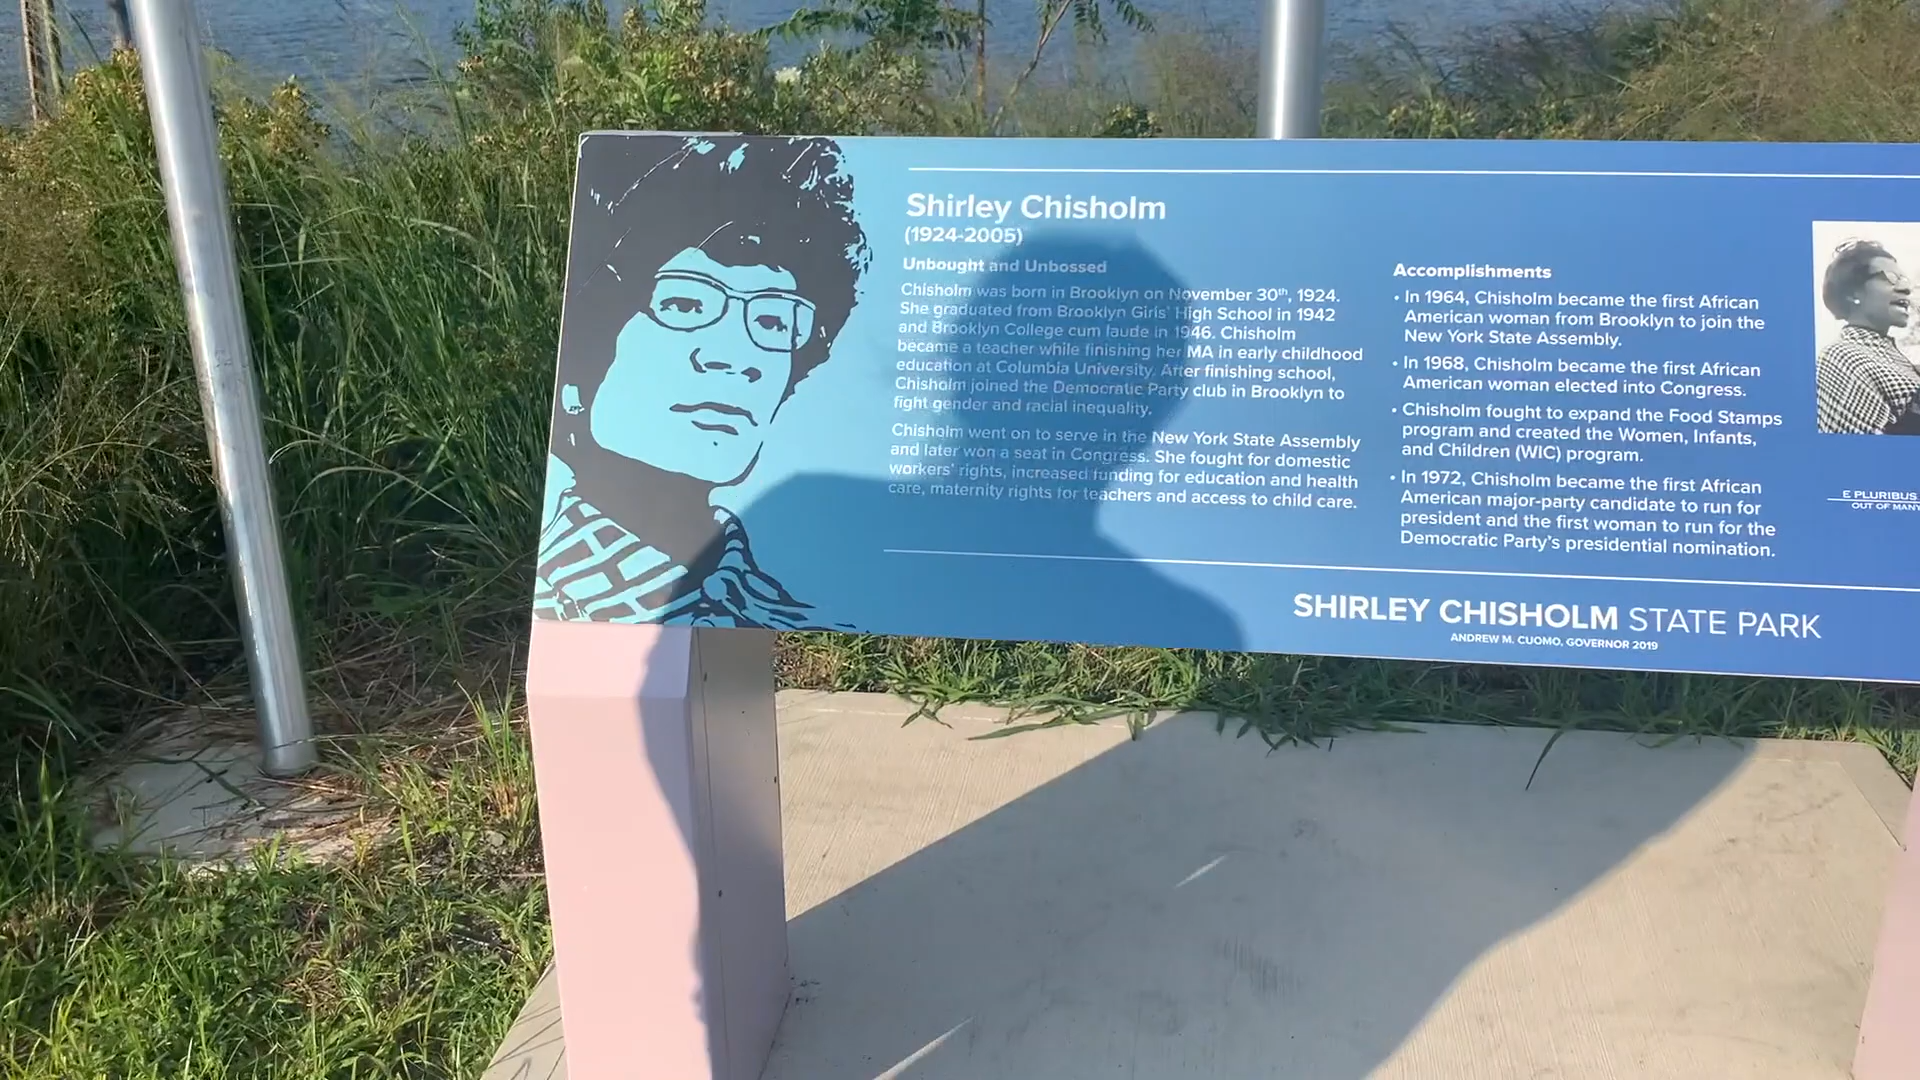 Shirley Chisholm
(1924-2005)
Unbought and Unbossed
Chisholm was born in Brooklyn on November 30th, 1924.
She graduated from Brooklyn Girls' High School in 1942
and Brooklyn College cum laude in 1946. Chisholm
became a teacher while finishing her MA in early childhood
education at Columbia University. After finishing school,
Chisholm joined the Democratic Party club in Brooklyn to
fight gender and racial inequality.
Chisholm went on to serve in the New York State Assembly
and later won a seat in Congress. She fought for domestic
workers' rights, increased funding for education and health
care, maternity rights for teachers and access to child care.
Accomplishments
• In 1964, Chisholm became the first African
American woman from Brooklyn to join the
New York State Assembly.
• In 1968, Chisholm became the first African
American woman elected into Congress.
• Chisholm fought to expand the Food Stamps
program and created the Women, Infants,
and Children (WIC) program.
• In 1972, Chisholm became the first African
American major-party candidate to run for
president and the first woman to run for the
Democratic Party's presidential nomination.
E PLURIBUS
OUT OF MANY
SHIRLEY CHISHOLM STATE PARK
ANDREW M. CUOMO, GOVERNOR 2019